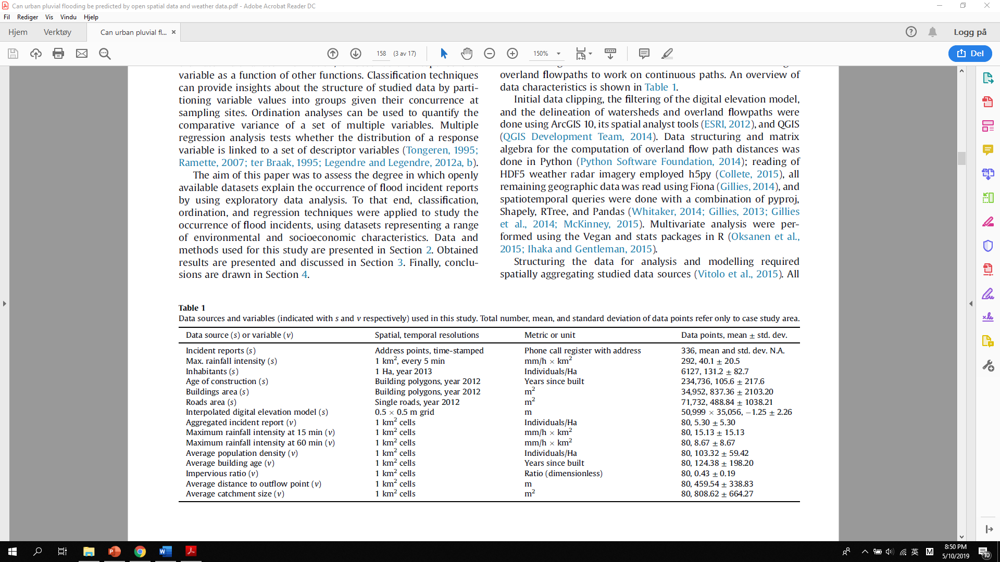 Can urban pluvial flooding be predicted by open spatial data and weather data.pdf - Adobe Acrobat Reader DC
Fil Rediger Vis Vindu Hjelp
Hjem Verktøy Can urban pluvial fl... × Logg på
158 (3 av 17) 150% Del
variable as a function of other functions. Classification techniques
can provide insights about the structure of studied data by parti-
tioning variable values into groups given their concurrence at
sampling sites. Ordination analyses can be used to quantify the
comparative variance of a set of multiple variables. Multiple
regression analysis tests whether the distribution of a response
variable is linked to a set of descriptor variables (Tongeren, 1995;
Ramette, 2007; ter Braak, 1995; Legendre and Legendre, 2012a, b).
The aim of this paper was to assess the degree in which openly
available datasets explain the occurrence of flood incident reports
by using exploratory data analysis. To that end, classification,
ordination, and regression techniques were applied to study the
occurrence of flood incidents, using datasets representing a range
of environmental and socioeconomic characteristics. Data and
methods used for this study are presented in Section 2. Obtained
results are presented and discussed in Section 3. Finally, conclu-
sions are drawn in Section 4.
overland flowpaths to work on continuous paths. An overview of
data characteristics is shown in Table 1.
Initial data clipping, the filtering of the digital elevation model,
and the delineation of watersheds and overland flowpaths were
done using ArcGIS 10, its spatial analyst tools (ESRI, 2012), and QGIS
(QGIS Development Team, 2014). Data structuring and matrix
algebra for the computation of overland flow path distances was
done in Python (Python Software Foundation, 2014); reading of
HDF5 weather radar imagery employed h5py (Collete, 2015), all
remaining geographic data was read using Fiona (Gillies, 2014), and
spatiotemporal queries were done with a combination of pyproj,
Shapely, RTree, and Pandas (Whitaker, 2014; Gillies, 2013; Gillies
et al., 2014; McKinney, 2015). Multivariate analysis were per-
formed using the Vegan and stats packages in R (Oksanen et al.,
2015; Ihaka and Gentleman, 2015).
Structuring the data for analysis and modelling required
spatially aggregating studied data sources (Vitolo et al., 2015). All
Table 1
Data sources and variables (indicated with s and v respectively) used in this study. Total number, mean, and standard deviation of data points refer only to case study area.
Data source (s) or variable (v) Spatial, temporal resolutions Metric or unit Data points, mean ± std. dev.
Incident reports (s) Address points, time-stamped Phone call register with address 336, mean and std. dev. N.A.
Max. rainfall intensity (s) 1 km², every 5 min mm/h × km² 292, 40.1 ± 20.5
Inhabitants (s) 1 Ha, year 2013 Individuals/Ha 6127, 131.2 ± 82.7
Age of construction (s) Building polygons, year 2012 Years since built 234,736, 105.6 ± 217.6
Buildings area (s) Building polygons, year 2012 m² 34,952, 837.36 ± 2103.20
Roads area (s) Single roads, year 2012 m² 71,732, 488.84 ± 1038.21
Interpolated digital elevation model (s) 0.5 × 0.5 m grid m 50,999 × 35,056, −1.25 ± 2.26
Aggregated incident report (v) 1 km² cells Individuals/Ha 80, 5.30 ± 5.30
Maximum rainfall intensity at 15 min (v) 1 km² cells mm/h × km² 80, 15.13 ± 15.13
Maximum rainfall intensity at 60 min (v) 1 km² cells mm/h × km² 80, 8.67 ± 8.67
Average population density (v) 1 km² cells Individuals/Ha 80, 103.32 ± 59.42
Average building age (v) 1 km² cells Years since built 80, 124.38 ± 198.20
Impervious ratio (v) 1 km² cells Ratio (dimensionless) 80, 0.43 ± 0.19
Average distance to outflow point (v) 1 km² cells m 80, 459.54 ± 338.83
Average catchment size (v) 1 km² cells m² 80, 808.62 ± 664.27
英 M 8:50 PM
5/10/2019 10